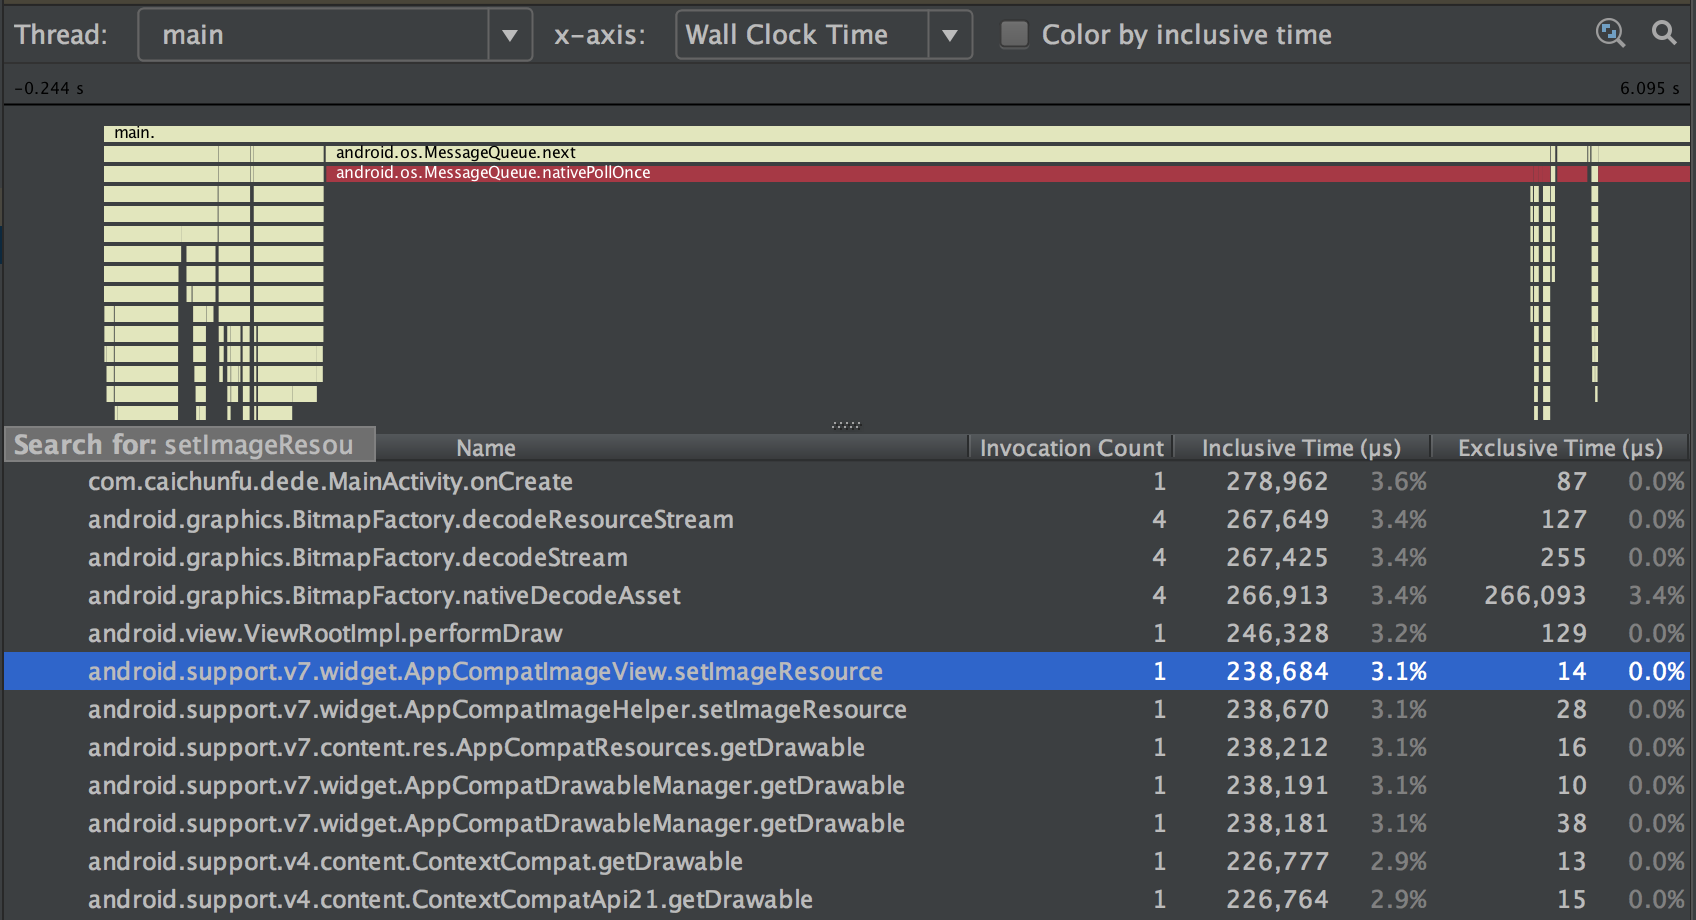 Thread: main x-axis: Wall Clock Time Color by inclusive time
-0.244 s 6.095 s
main.
android.os.MessageQueue.next
android.os.MessageQueue.nativePollOnce
Search for: setImageResou Name Invocation Count Inclusive Time (µs) Exclusive Time (µs)
com.caichunfu.dede.MainActivity.onCreate 1 278,962 3.6% 87 0.0%
android.graphics.BitmapFactory.decodeResourceStream 4 267,649 3.4% 127 0.0%
android.graphics.BitmapFactory.decodeStream 4 267,425 3.4% 255 0.0%
android.graphics.BitmapFactory.nativeDecodeAsset 4 266,913 3.4% 266,093 3.4%
android.view.ViewRootImpl.performDraw 1 246,328 3.2% 129 0.0%
android.support.v7.widget.AppCompatImageView.setImageResource 1 238,684 3.1% 14 0.0%
android.support.v7.widget.AppCompatImageHelper.setImageResource 1 238,670 3.1% 28 0.0%
android.support.v7.content.res.AppCompatResources.getDrawable 1 238,212 3.1% 16 0.0%
android.support.v7.widget.AppCompatDrawableManager.getDrawable 1 238,191 3.1% 10 0.0%
android.support.v7.widget.AppCompatDrawableManager.getDrawable 1 238,181 3.1% 38 0.0%
android.support.v4.content.ContextCompat.getDrawable 1 226,777 2.9% 13 0.0%
android.support.v4.content.ContextCompatApi21.getDrawable 1 226,764 2.9% 15 0.0%